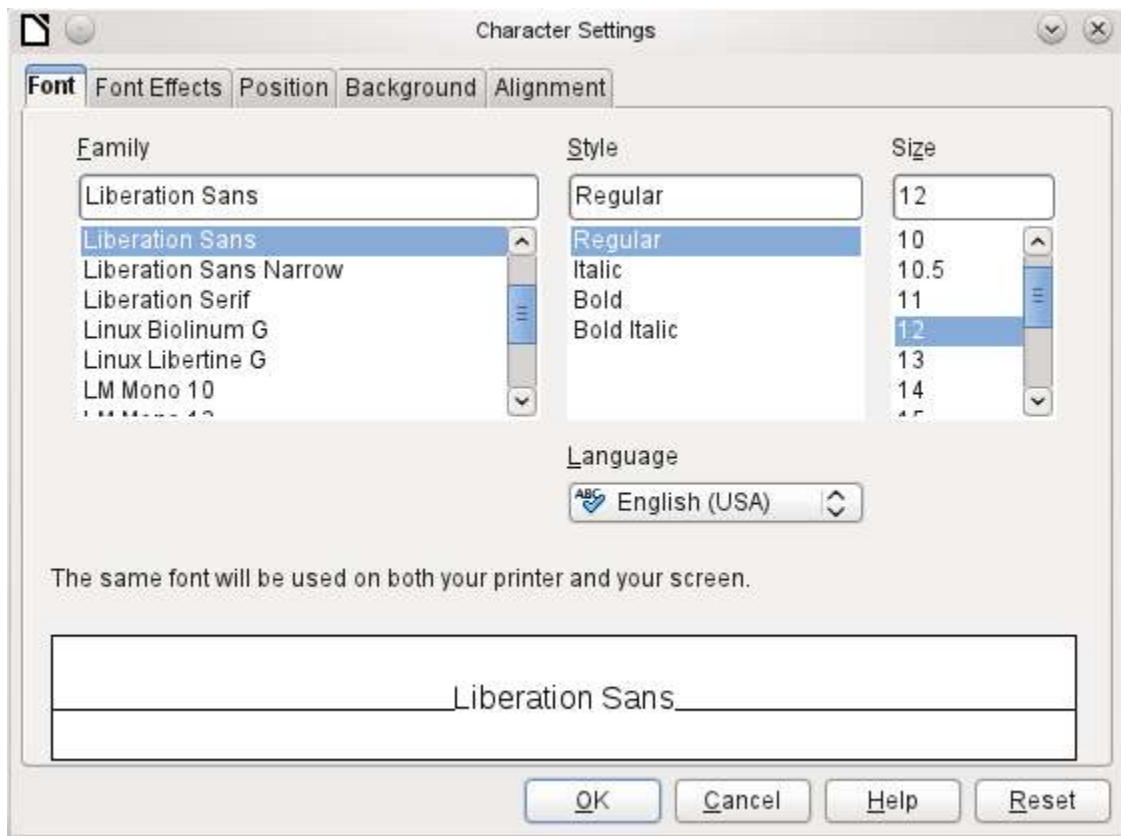 Character Settings
Font Font Effects Position Background Alignment
Family Style Size
Liberation Sans Regular 12
Liberation Sans Regular 10
Liberation Sans Narrow Italic 10.5
Liberation Serif Bold 11
Linux Biolinum G Bold Italic 12
Linux Libertine G 13
LM Mono 10 14
Language
ABC English (USA)
The same font will be used on both your printer and your screen.
Liberation Sans
OK Cancel Help Reset